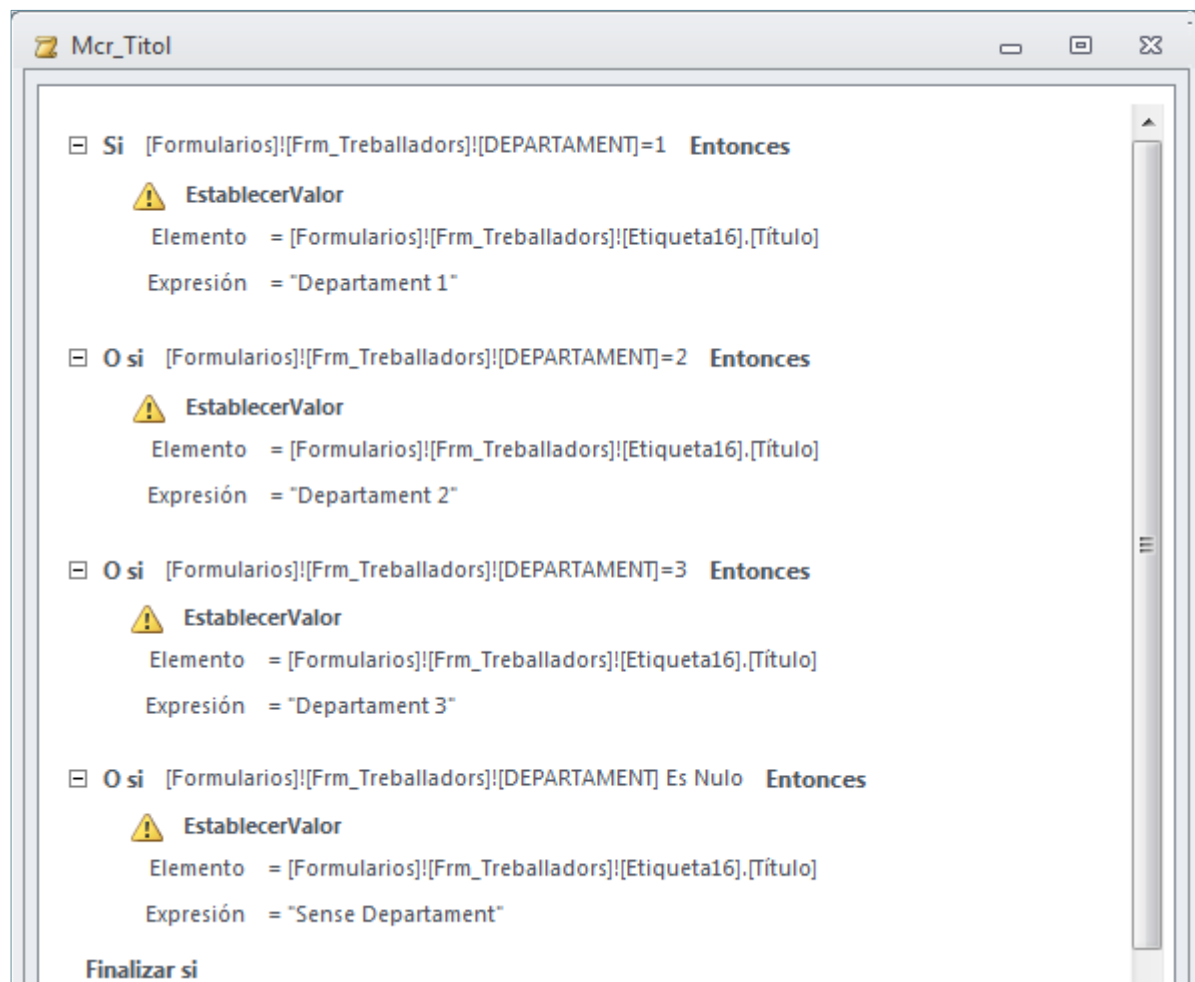 Mcr_Titol
Si [Formularios]![Frm_Treballadors]![DEPARTAMENT]=1 Entonces
EstablecerValor
Elemento = [Formularios]![Frm_Treballadors]![Etiqueta16].[Título]
Expresión = "Departament 1"
O si [Formularios]![Frm_Treballadors]![DEPARTAMENT]=2 Entonces
EstablecerValor
Elemento = [Formularios]![Frm_Treballadors]![Etiqueta16].[Título]
Expresión = "Departament 2"
O si [Formularios]![Frm_Treballadors]![DEPARTAMENT]=3 Entonces
EstablecerValor
Elemento = [Formularios]![Frm_Treballadors]![Etiqueta16].[Título]
Expresión = "Departament 3"
O si [Formularios]![Frm_Treballadors]![DEPARTAMENT] Es Nulo Entonces
EstablecerValor
Elemento = [Formularios]![Frm_Treballadors]![Etiqueta16].[Título]
Expresión = "Sense Departament"
Finalizar si